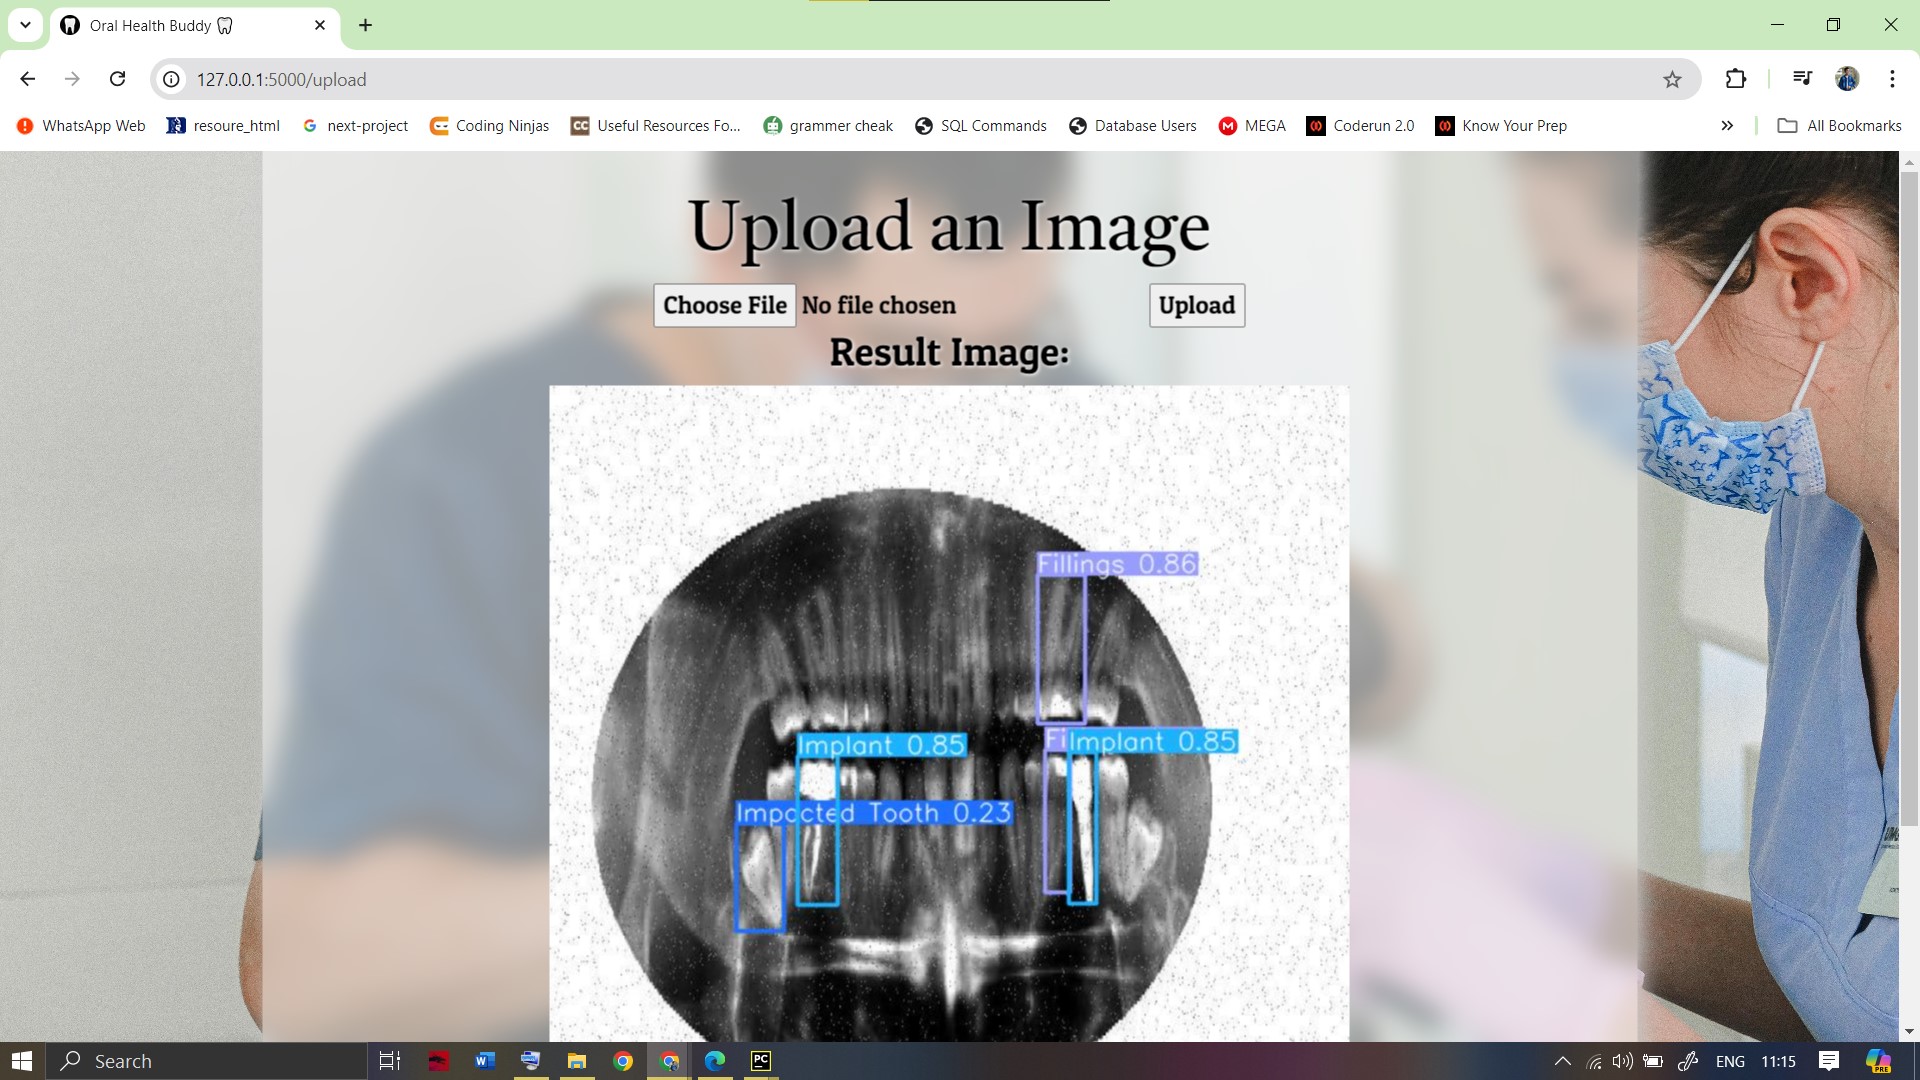 Oral Health Buddy
127.0.0.1:5000/upload
WhatsApp Web
resoure_html
next-project
Coding Ninjas
Useful Resources Fo...
grammer cheak
SQL Commands
Database Users
MEGA
Coderun 2.0
Know Your Prep
All Bookmarks
Upload an Image
Choose File No file chosen
Upload
Result Image:
Fillings 0.86
Implant 0.85
Fi
Implant 0.85
Impacted Tooth 0.23
Search
ENG
11:15